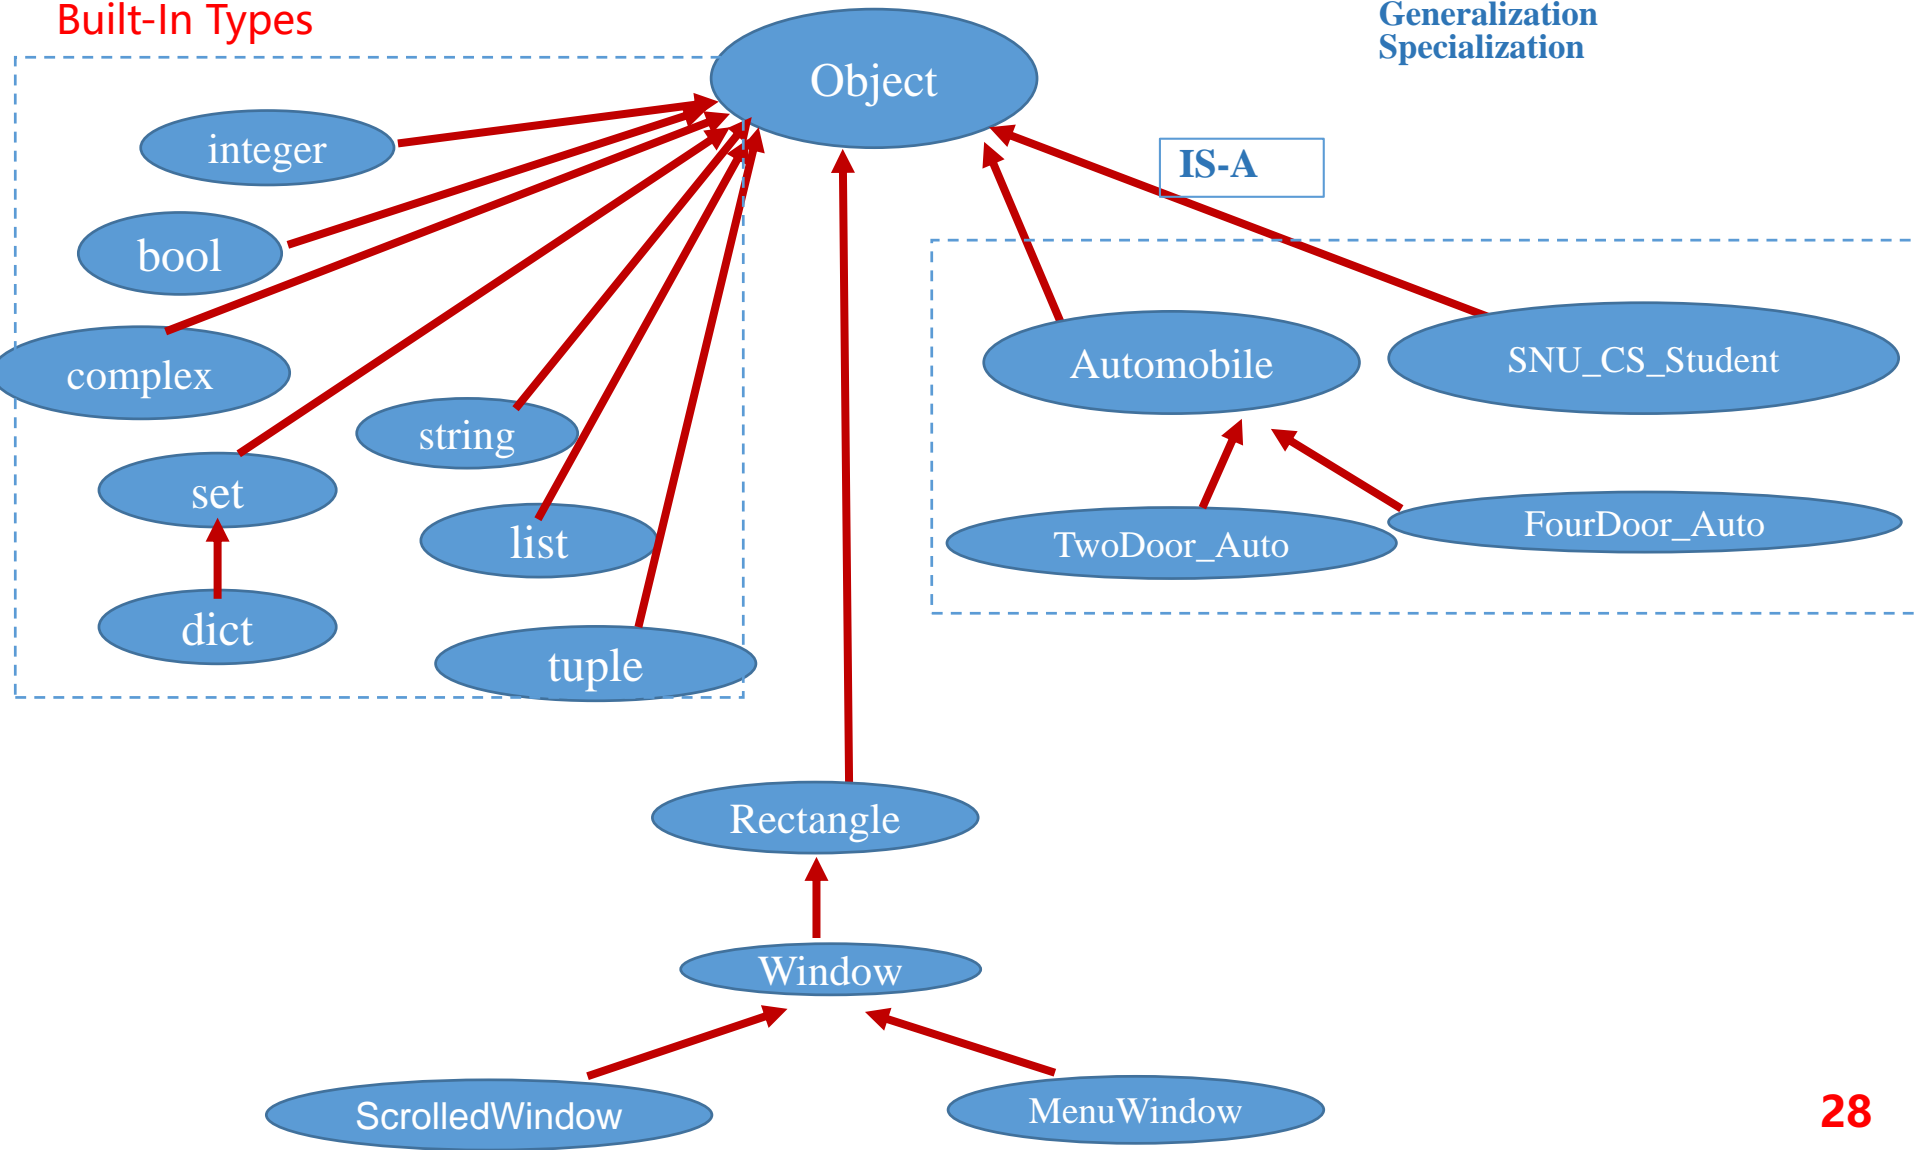 Built-In Types
Generalization
Specialization
Object
integer
IS-A
bool
complex
Automobile
SNU_CS_Student
string
set
list
TwoDoor_Auto
FourDoor_Auto
dict
tuple
Rectangle
Window
ScrolledWindow
MenuWindow
28